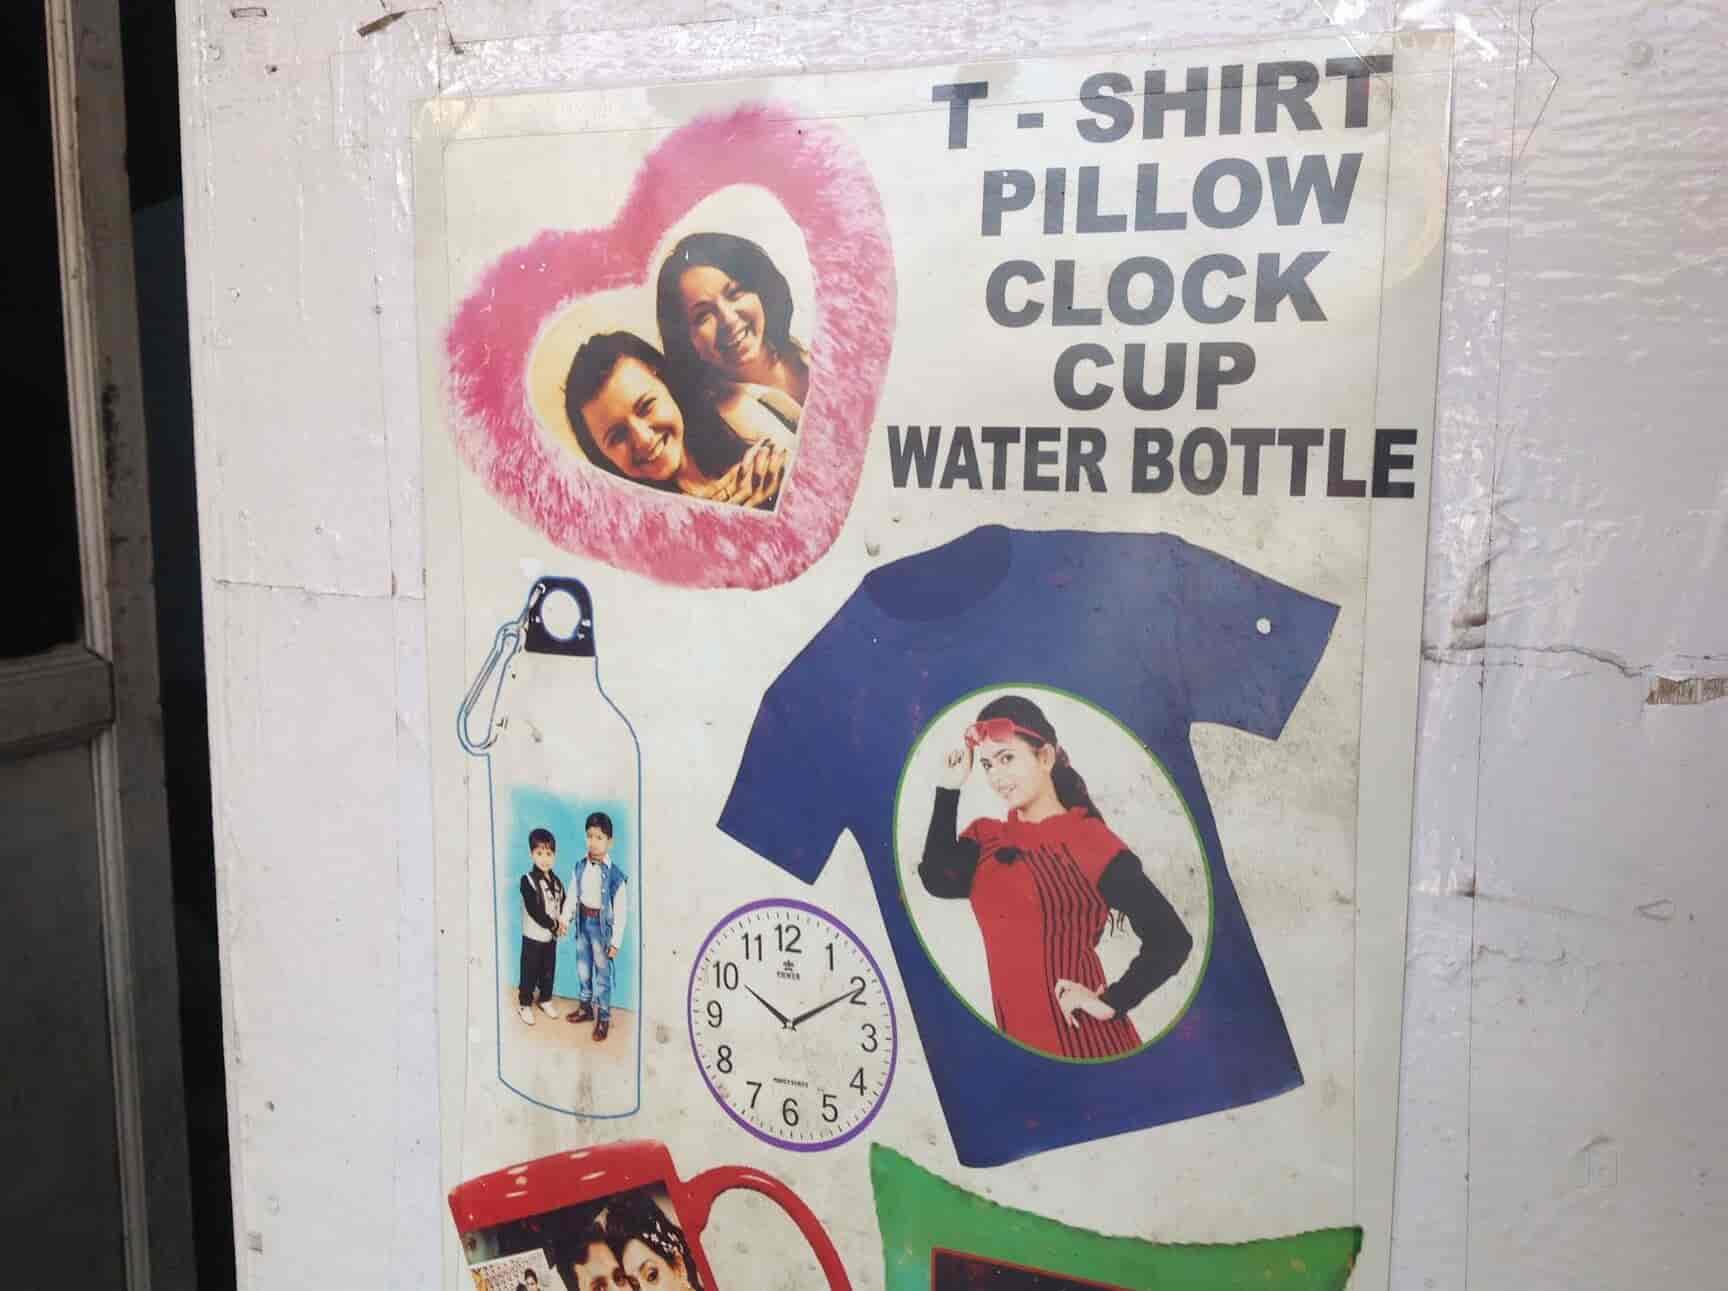 T - SHIRT
PILLOW
CLOCK
CUP
WATER BOTTLE
11 12 1
10 2
9 3
8 4
7 6 5